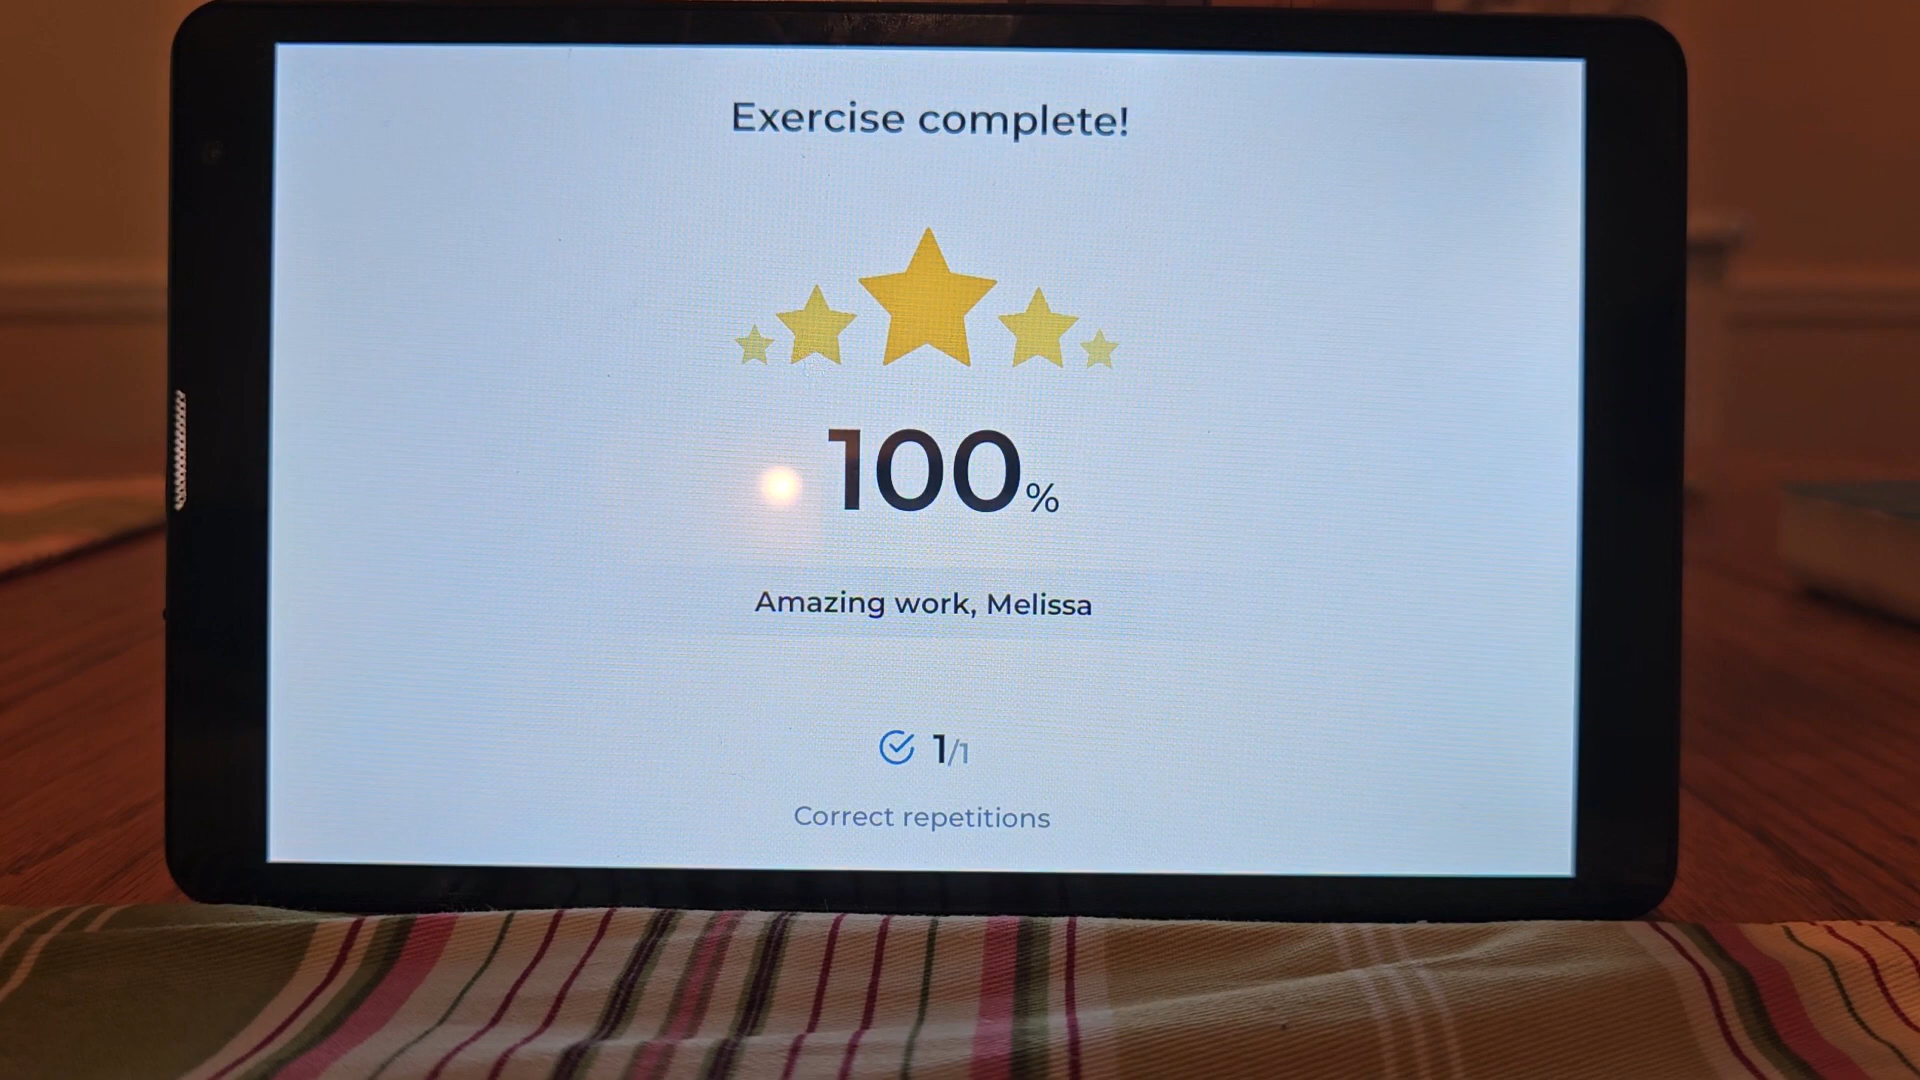 Exercise complete!
100%
Amazing work, Melissa
1/1
Correct repetitions